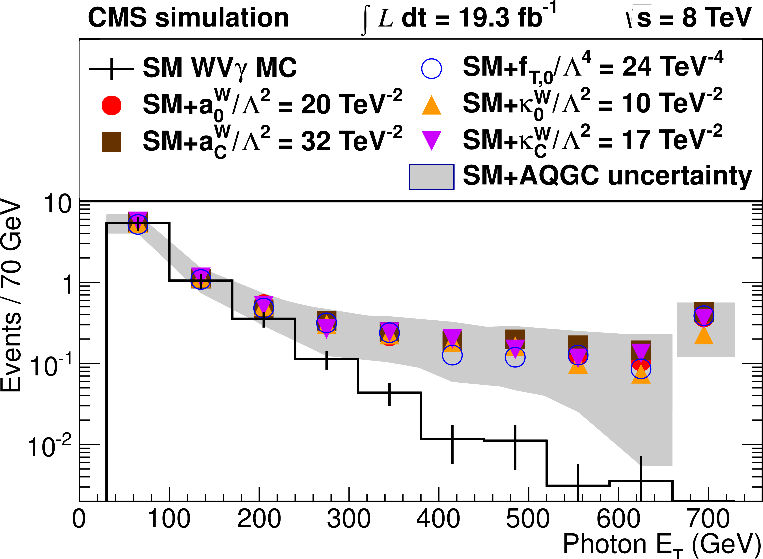 CMS simulation ∫ L dt = 19.3 fb⁻¹ √s = 8 TeV
SM WVγ MC
SM+a₀ᵂ/Λ² = 20 TeV⁻²
SM+a_Cᵂ/Λ² = 32 TeV⁻²
SM+f_T,0/Λ⁴ = 24 TeV⁻⁴
SM+κ₀ᵂ/Λ² = 10 TeV⁻²
SM+κ_Cᵂ/Λ² = 17 TeV⁻²
SM+AQGC uncertainty
Events / 70 GeV
10
1
10⁻¹
10⁻²
0 100 200 300 400 500 600 700
Photon E_T (GeV)